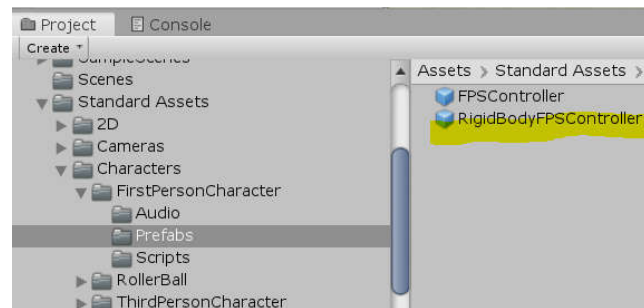 Project
Console
Create
SampleScenes
Scenes
Standard Assets
2D
Cameras
Characters
FirstPersonCharacter
Audio
Prefabs
Scripts
RollerBall
ThirdPersonCharacter
Assets > Standard Assets >
FPSController
RigidBodyFPSController